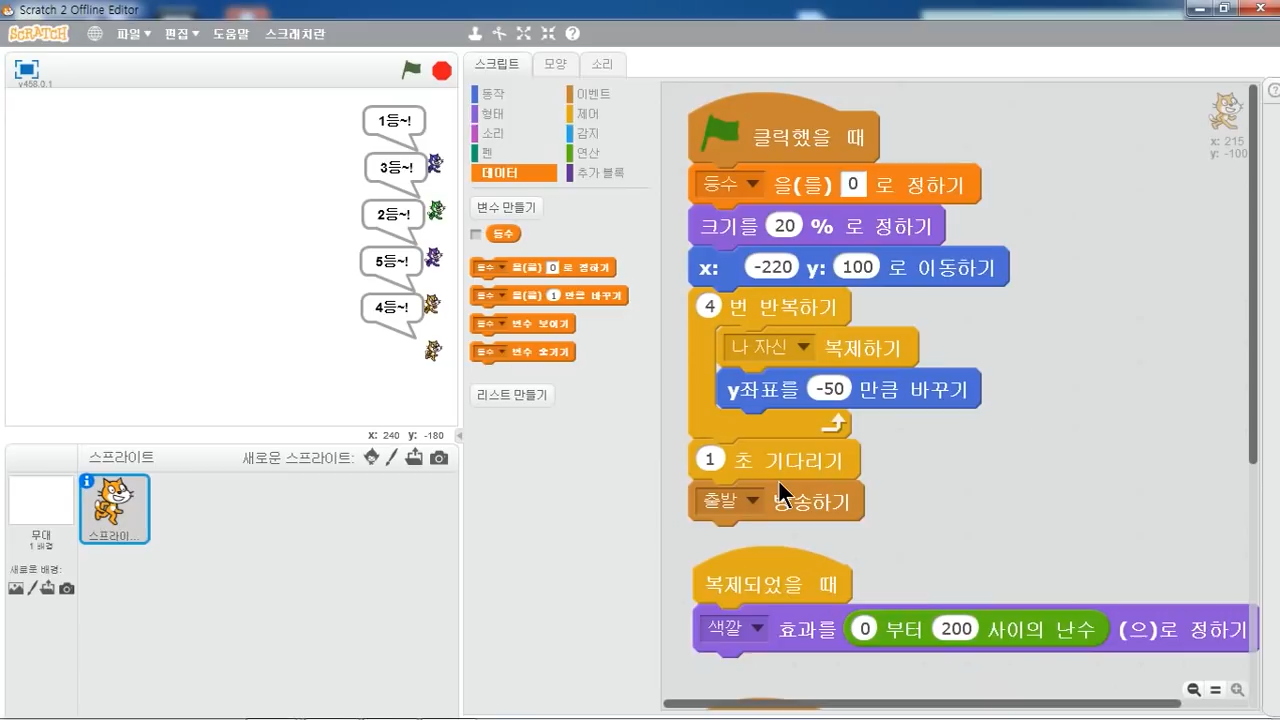 Scratch 2 Offline Editor
SCRATCH 파일 편집 도움말 스크래치란
v458.0.1
1등~!
3등~!
2등~!
5등~!
4등~!
x: 240 y: -180
스프라이트 새로운 스프라이트:
무대
1 배경
새로운 배경:
스프라이...
스크립트 모양 소리
동작 이벤트
형태 제어
소리 감지
펜 연산
데이터 추가 블록
변수 만들기
등수
등수 을(를) 0 로 정하기
등수 을(를) 1 만큼 바꾸기
등수 변수 보이기
등수 변수 숨기기
리스트 만들기
클릭했을 때
등수 을(를) 0 로 정하기
크기를 20 % 로 정하기
x: -220 y: 100 로 이동하기
4 번 반복하기
나 자신 복제하기
y좌표를 -50 만큼 바꾸기
1 초 기다리기
출발 방송하기
복제되었을 때
색깔 효과를 0 부터 200 사이의 난수 (으)로 정하기
x: 215
y: -100